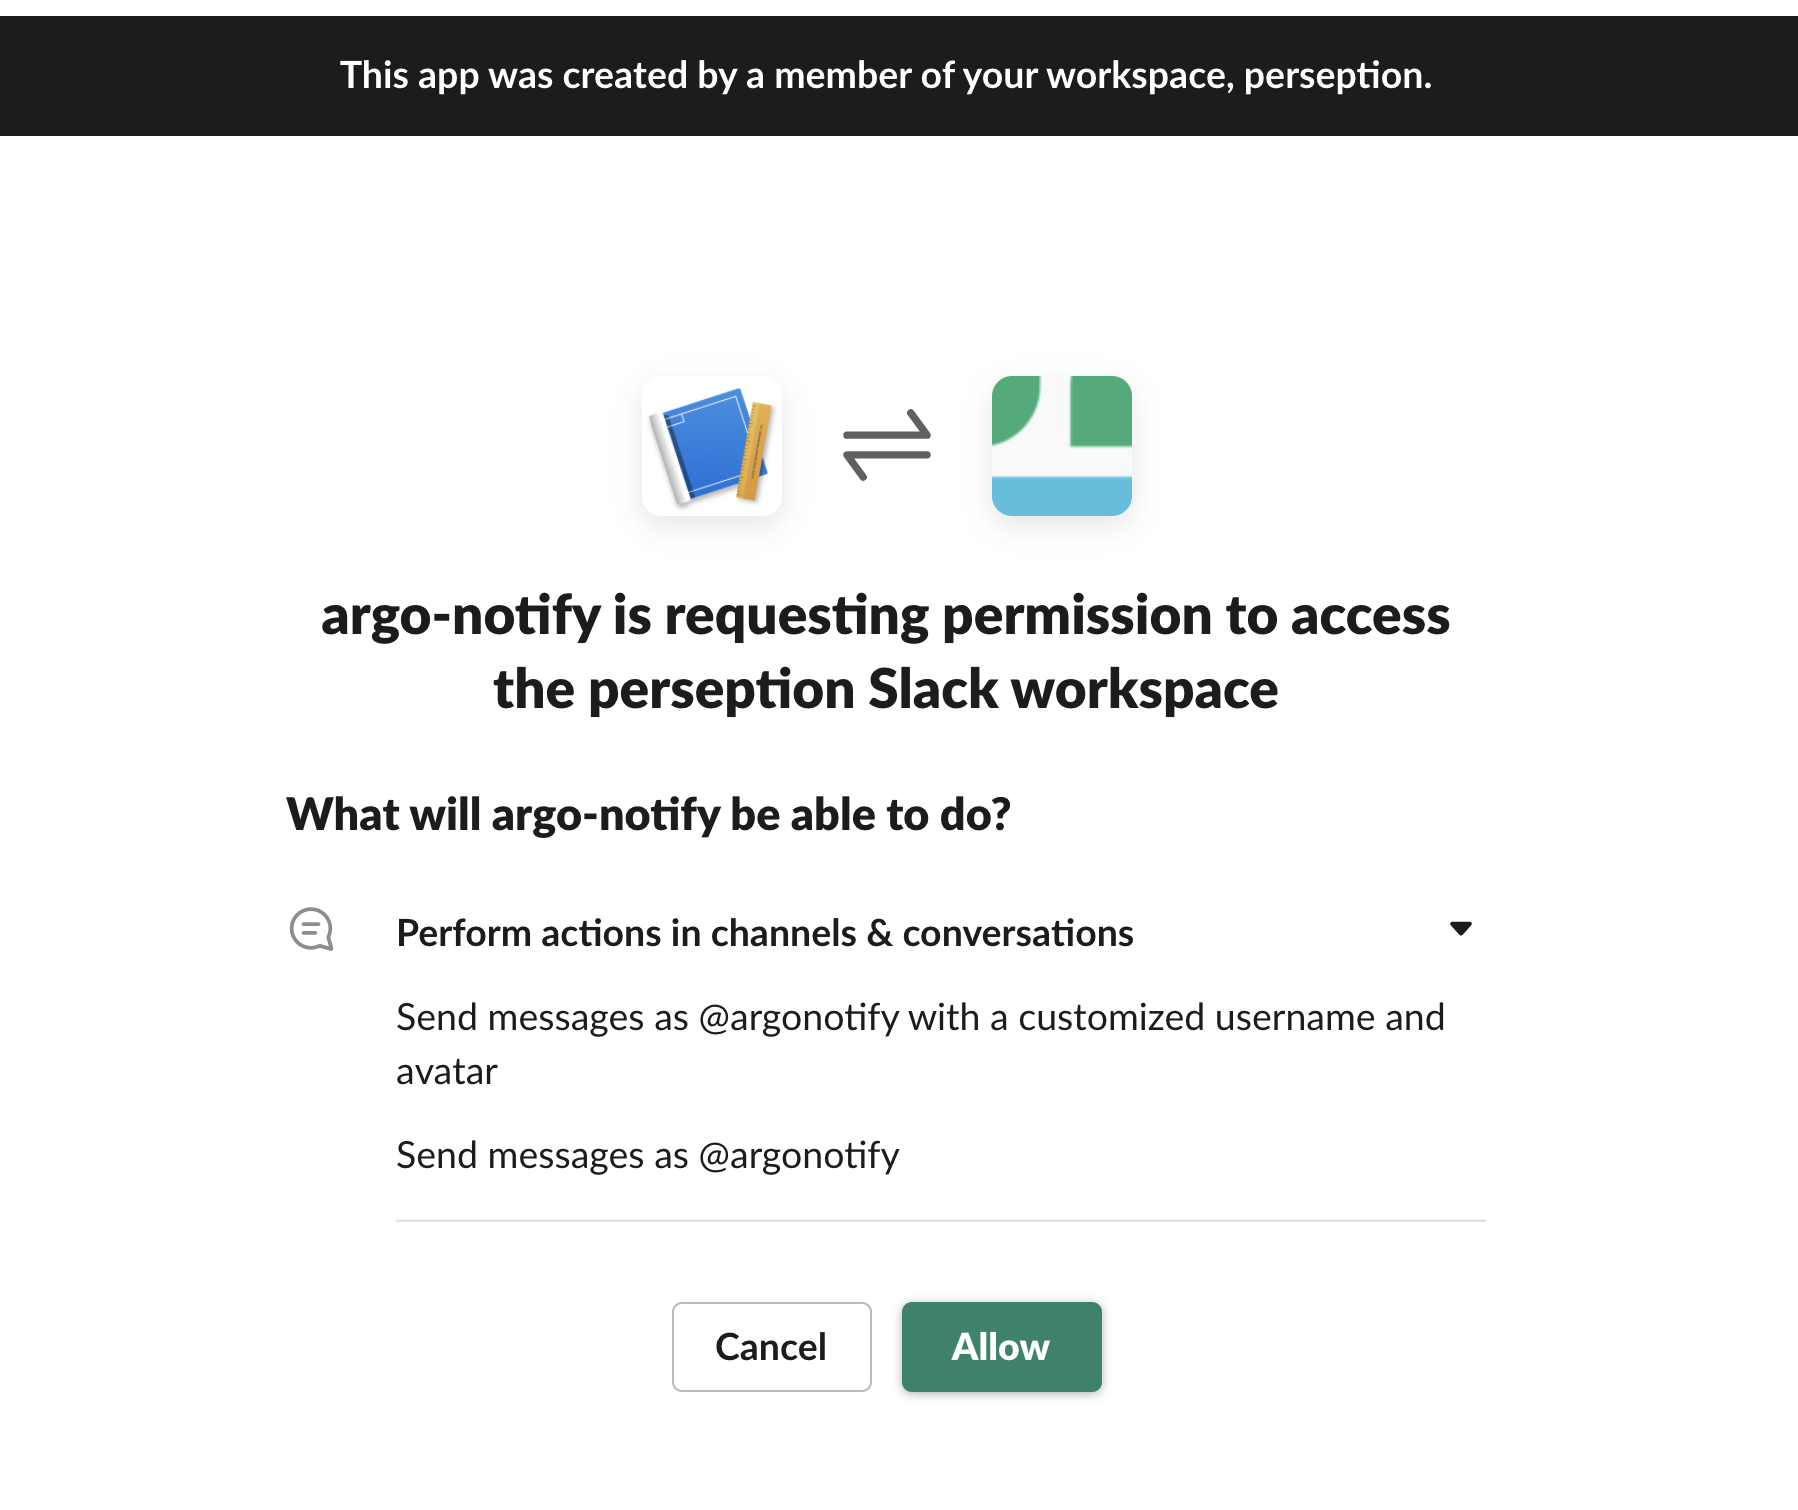 This app was created by a member of your workspace, perseption.
argo-notify is requesting permission to access
the perseption Slack workspace
What will argo-notify be able to do?
Perform actions in channels & conversations
Send messages as @argonotify with a customized username and
avatar
Send messages as @argonotify
Cancel
Allow